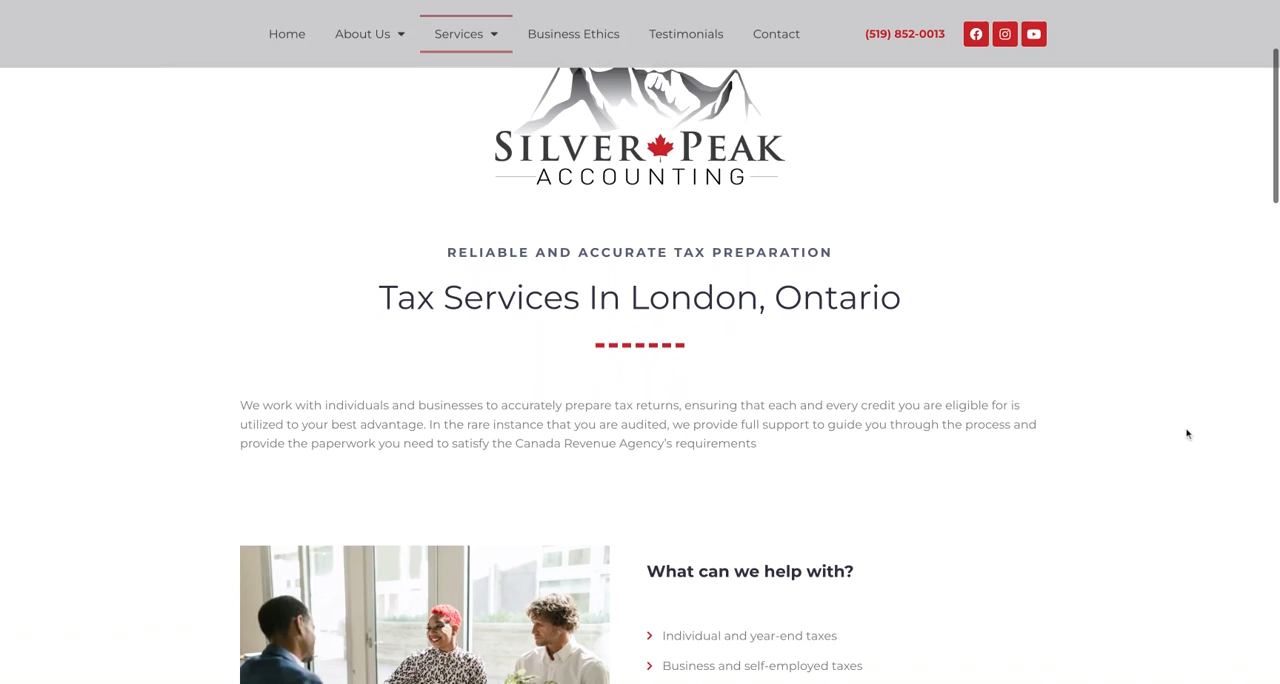 Home About Us Services Business Ethics Testimonials Contact (519) 852-0013
SILVER PEAK
ACCOUNTING
RELIABLE AND ACCURATE TAX PREPARATION
Tax Services In London, Ontario
We work with individuals and businesses to accurately prepare tax returns, ensuring that each and every credit you are eligible for is
utilized to your best advantage. In the rare instance that you are audited, we provide full support to guide you through the process and
provide the paperwork you need to satisfy the Canada Revenue Agency’s requirements
What can we help with?
Individual and year-end taxes
Business and self-employed taxes